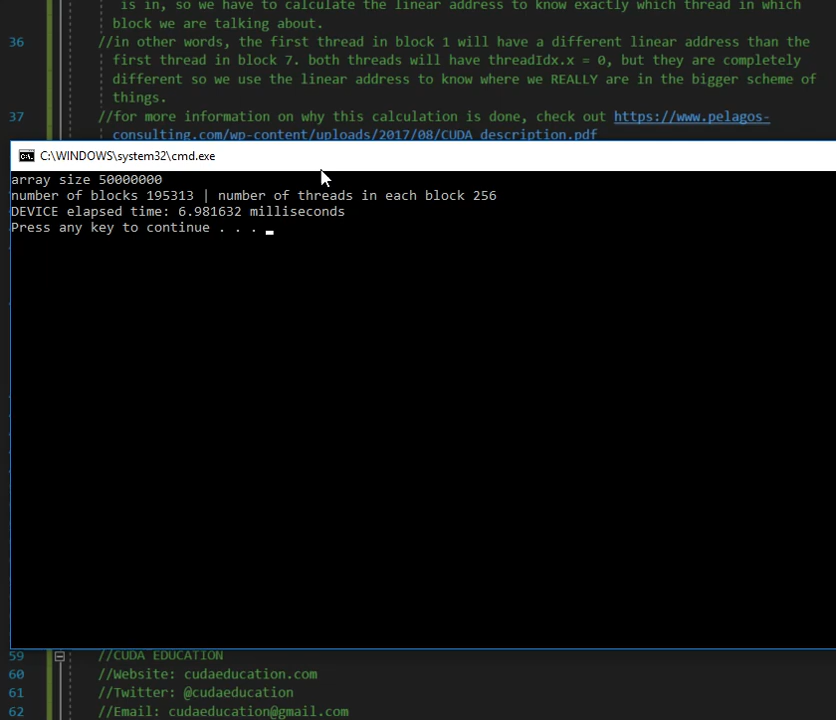 is in, so we have to calculate the linear address to know exactly which thread in which
block we are talking about.
36 //in other words, the first thread in block 1 will have a different linear address than the
first thread in block 7. both threads will have threadIdx.x = 0, but they are completely
different so we use the linear address to know where we REALLY are in the bigger scheme of
things.
37 //for more information on why this calculation is done, check out https://www.pelagos-
consulting.com/wp-content/uploads/2017/08/CUDA_description.pdf
C:\WINDOWS\system32\cmd.exe
array size 50000000
number of blocks 195313 | number of threads in each block 256
DEVICE elapsed time: 6.981632 milliseconds
Press any key to continue . . .
59 //CUDA EDUCATION
60 //Website: cudaeducation.com
61 //Twitter: @cudaeducation
62 //Email: cudaeducation@gmail.com